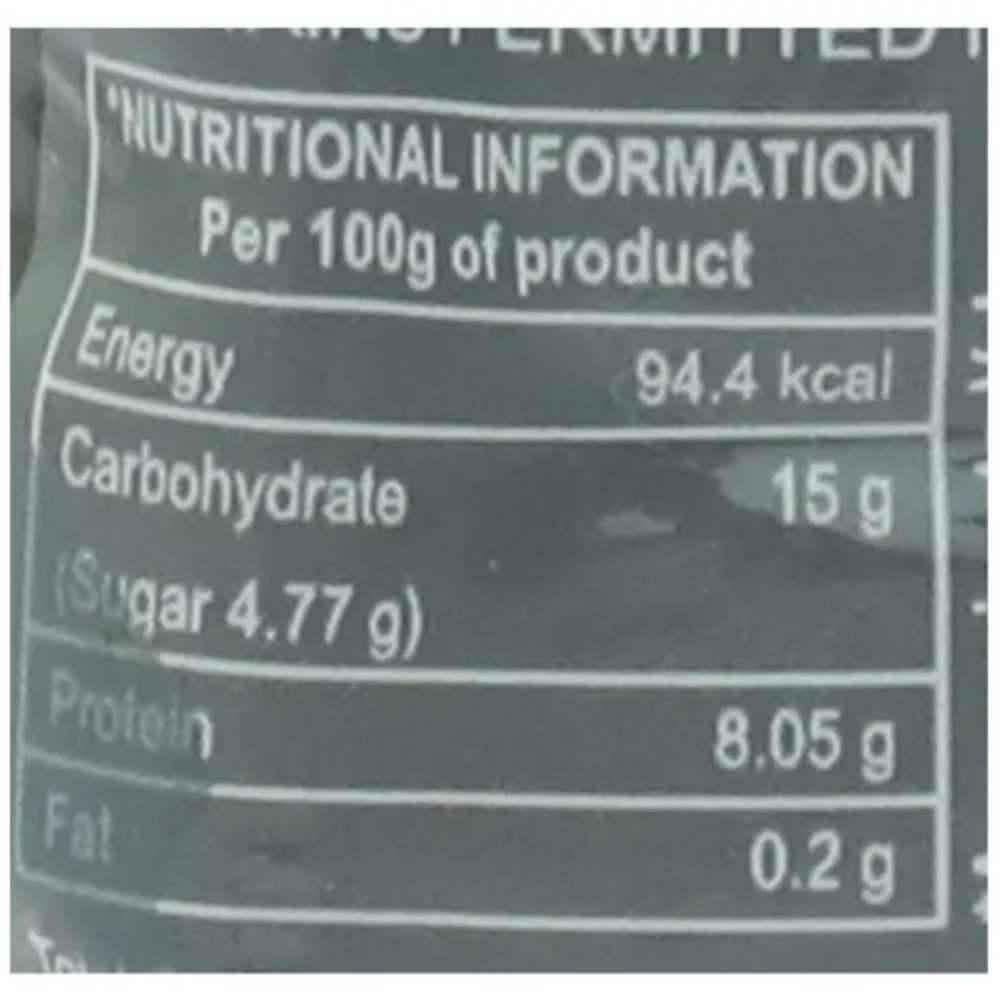 PERMITTED
*NUTRITIONAL INFORMATION
Per 100g of product
Energy 94.4 kcal
Carbohydrate 15 g
(Sugar 4.77 g)
Protein 8.05 g
Fat 0.2 g